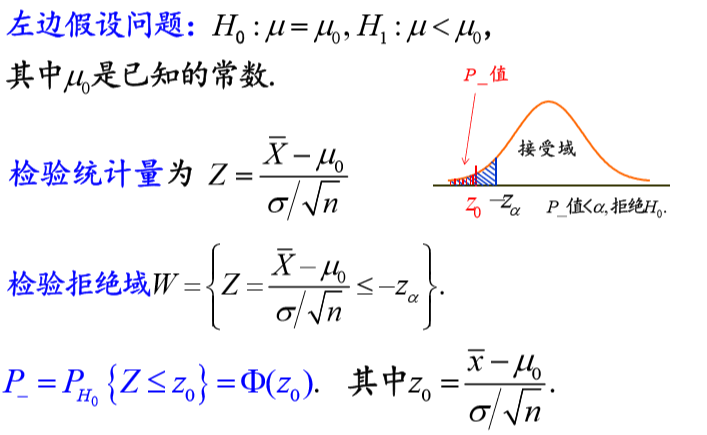 左边假设问题：H₀ : μ = μ₀, H₁ : μ < μ₀,
其中μ₀是已知的常数.
P_值
接受域
z₀ −z_α P_值<α,拒绝H₀.
检验统计量为 Z = (X̄ − μ₀)/(σ/√n)
检验拒绝域W = {Z = (X̄ − μ₀)/(σ/√n) ≤ −z_α}.
P_ = P_{H₀}{Z ≤ z₀} = Φ(z₀). 其中z₀ = (x̄ − μ₀)/(σ/√n).